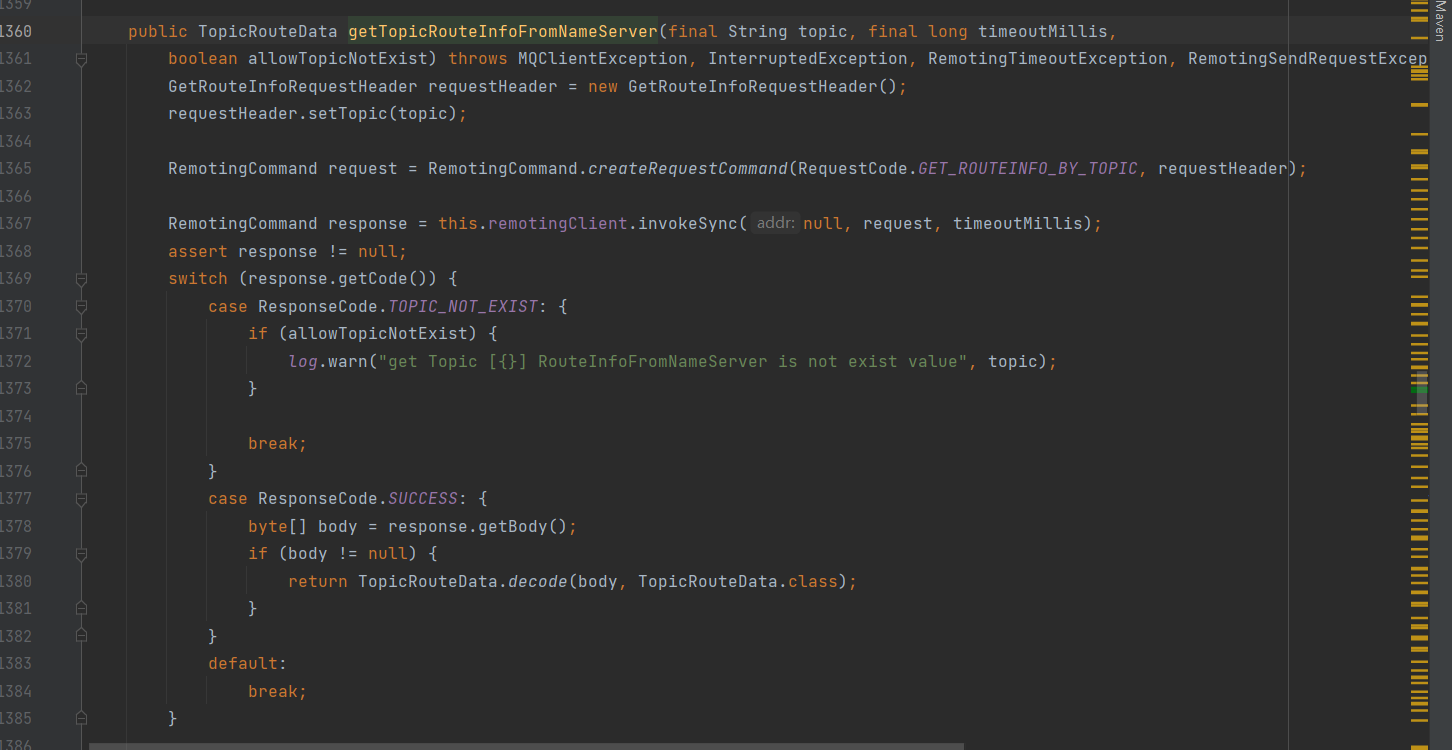 1359
1360 public TopicRouteData getTopicRouteInfoFromNameServer(final String topic, final long timeoutMillis,
1361 boolean allowTopicNotExist) throws MQClientException, InterruptedException, RemotingTimeoutException, RemotingSendRequestExcep
1362 GetRouteInfoRequestHeader requestHeader = new GetRouteInfoRequestHeader();
1363 requestHeader.setTopic(topic);
1364
1365 RemotingCommand request = RemotingCommand.createRequestCommand(RequestCode.GET_ROUTEINFO_BY_TOPIC, requestHeader);
1366
1367 RemotingCommand response = this.remotingClient.invokeSync( addr: null, request, timeoutMillis);
1368 assert response != null;
1369 switch (response.getCode()) {
1370 case ResponseCode.TOPIC_NOT_EXIST: {
1371 if (allowTopicNotExist) {
1372 log.warn("get Topic [{}] RouteInfoFromNameServer is not exist value", topic);
1373 }
1374
1375 break;
1376 }
1377 case ResponseCode.SUCCESS: {
1378 byte[] body = response.getBody();
1379 if (body != null) {
1380 return TopicRouteData.decode(body, TopicRouteData.class);
1381 }
1382 }
1383 default:
1384 break;
1385 }
1386
Maven